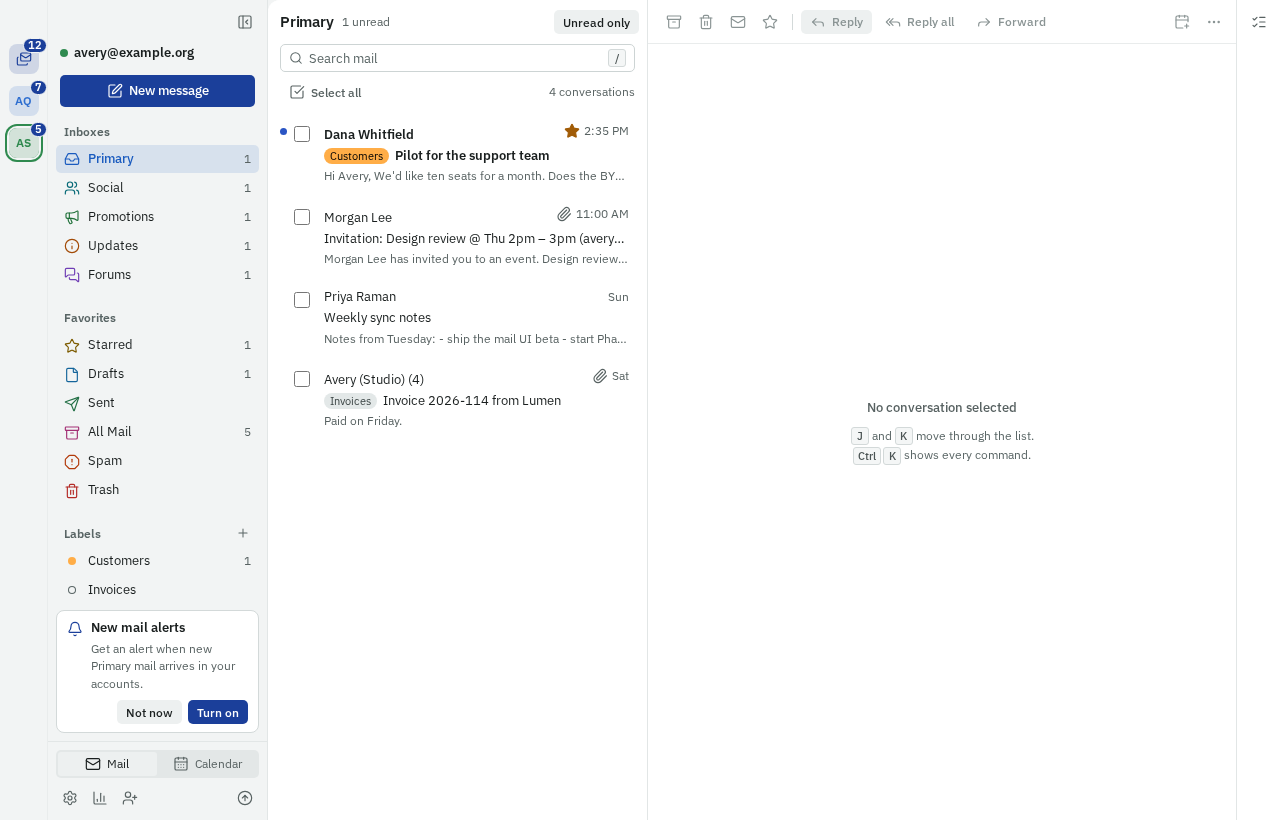 12
AQ
7
AS
5
avery@example.org
New message
Inboxes
Primary 1
Social 1
Promotions 1
Updates 1
Forums 1
Favorites
Starred 1
Drafts 1
Sent
All Mail 5
Spam
Trash
Labels
Customers 1
Invoices
New mail alerts
Get an alert when new
Primary mail arrives in your
accounts.
Not now Turn on
Mail Calendar
Primary 1 unread Unread only
Search mail /
Select all 4 conversations
Dana Whitfield 2:35 PM
Customers Pilot for the support team
Hi Avery, We'd like ten seats for a month. Does the BY…
Morgan Lee 11:00 AM
Invitation: Design review @ Thu 2pm – 3pm (avery…
Morgan Lee has invited you to an event. Design review…
Priya Raman Sun
Weekly sync notes
Notes from Tuesday: - ship the mail UI beta - start Pha…
Avery (Studio) (4) Sat
Invoices Invoice 2026-114 from Lumen
Paid on Friday.
Reply Reply all Forward
No conversation selected
J and K move through the list.
Ctrl K shows every command.